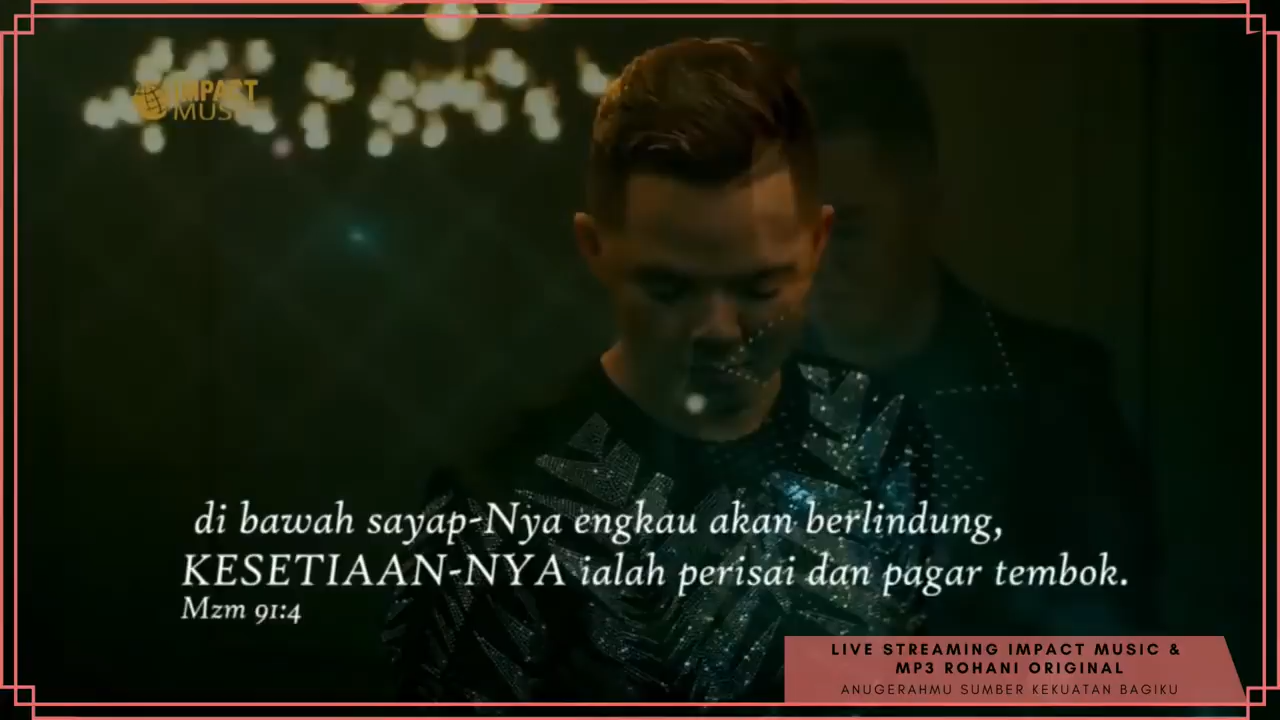 IMPACT
MUSIC
di bawah sayap-Nya engkau akan berlindung,
KESETIAAN-NYA ialah perisai dan pagar tembok.
Mzm 91:4
LIVE STREAMING IMPACT MUSIC &
MP3 ROHANI ORIGINAL
ANUGERAHMU SUMBER KEKUATAN BAGIKU